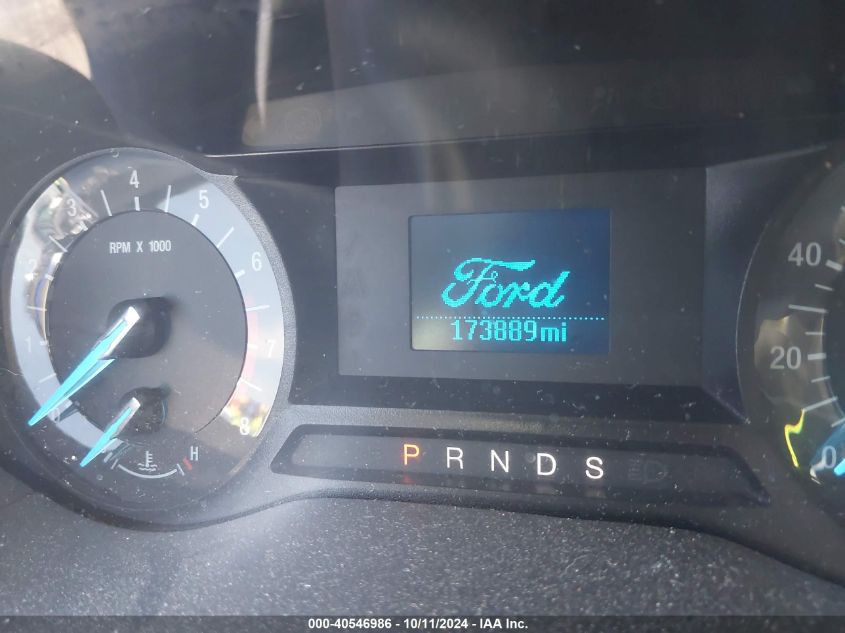 RPM X 1000
0 1 2 3 4 5 6 7 8
H
Ford
173889mi
P R N D S
40
20
0
000-40546986 - 10/11/2024 - IAA Inc.